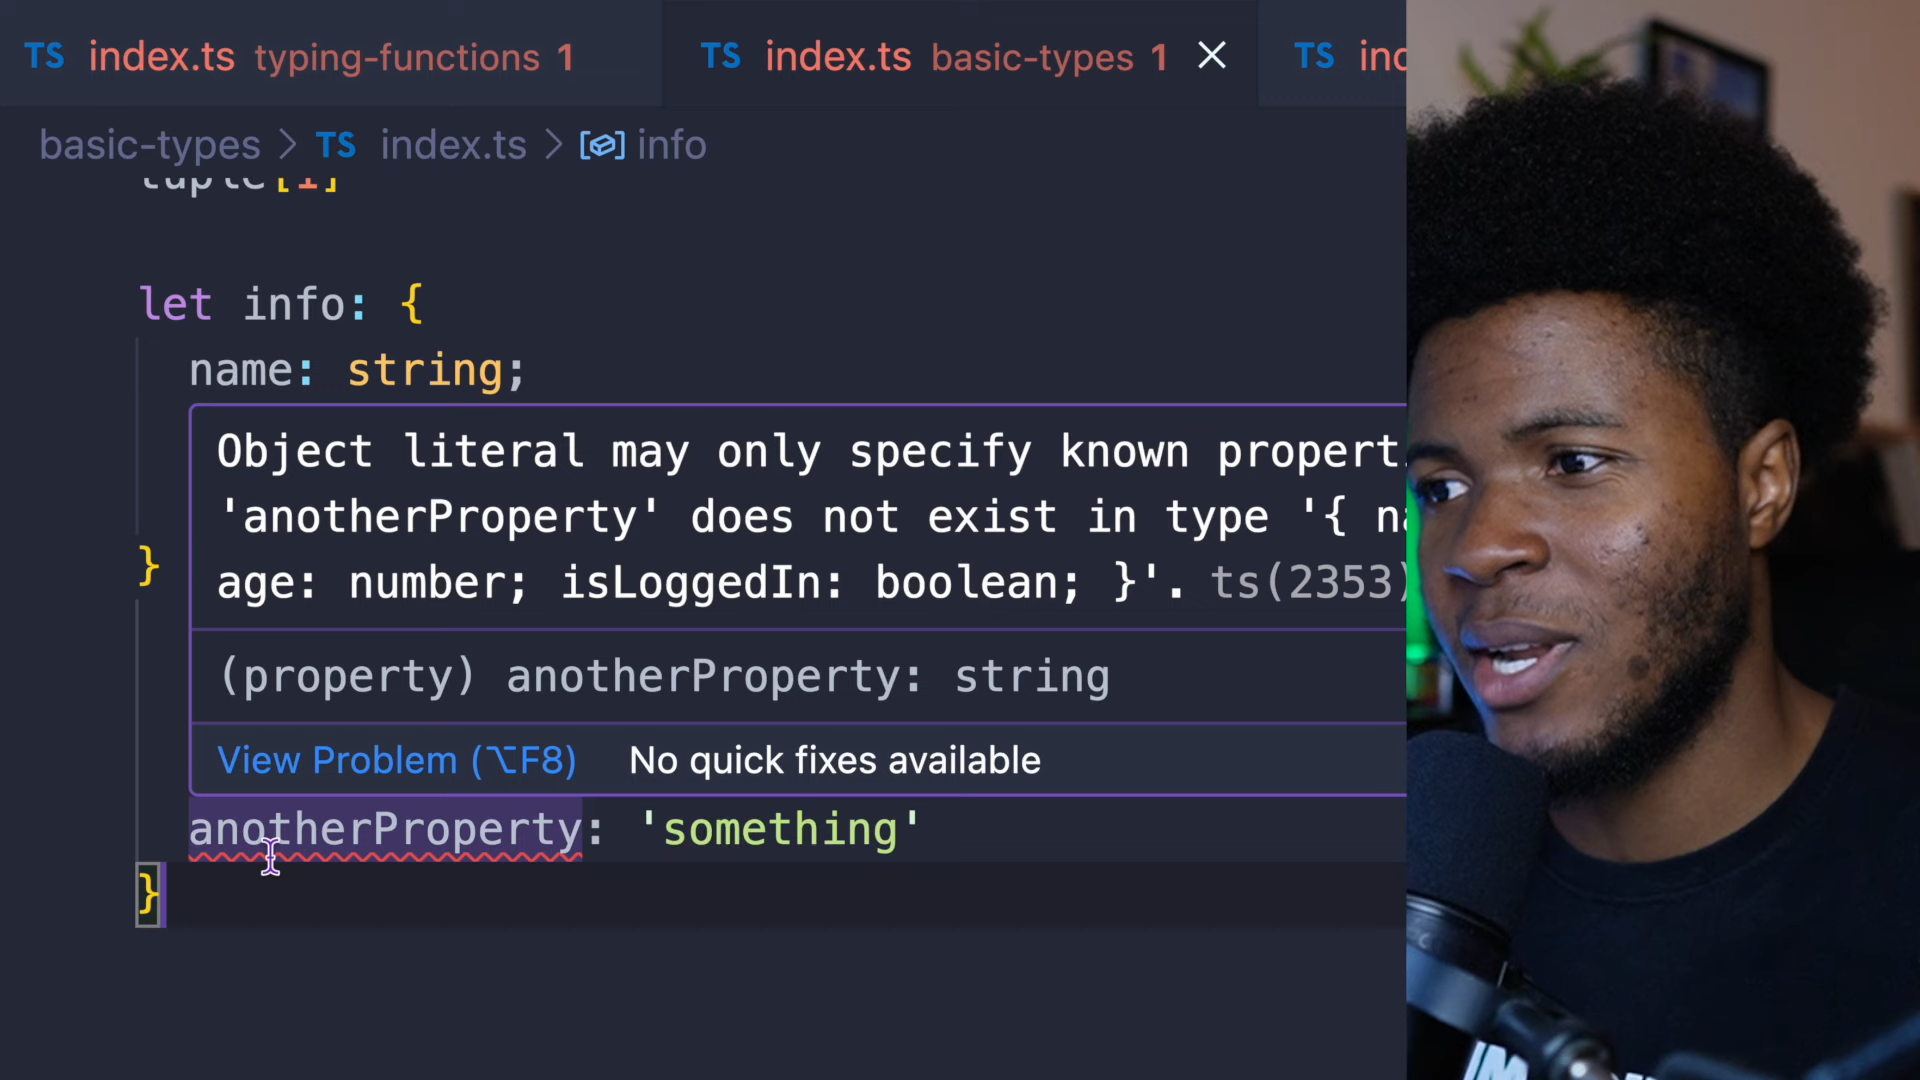 TS index.ts typing-functions 1 TS index.ts basic-types 1 TS
basic-types > TS index.ts > info
tuple[1]
let info: {
name: string;
Object literal may only specify known
'anotherProperty' does not exist in type '{
age: number; isLoggedIn: boolean; }'. ts(2353)
}
(property) anotherProperty: string
View Problem (⌥F8) No quick fixes available
anotherProperty: 'something'
}